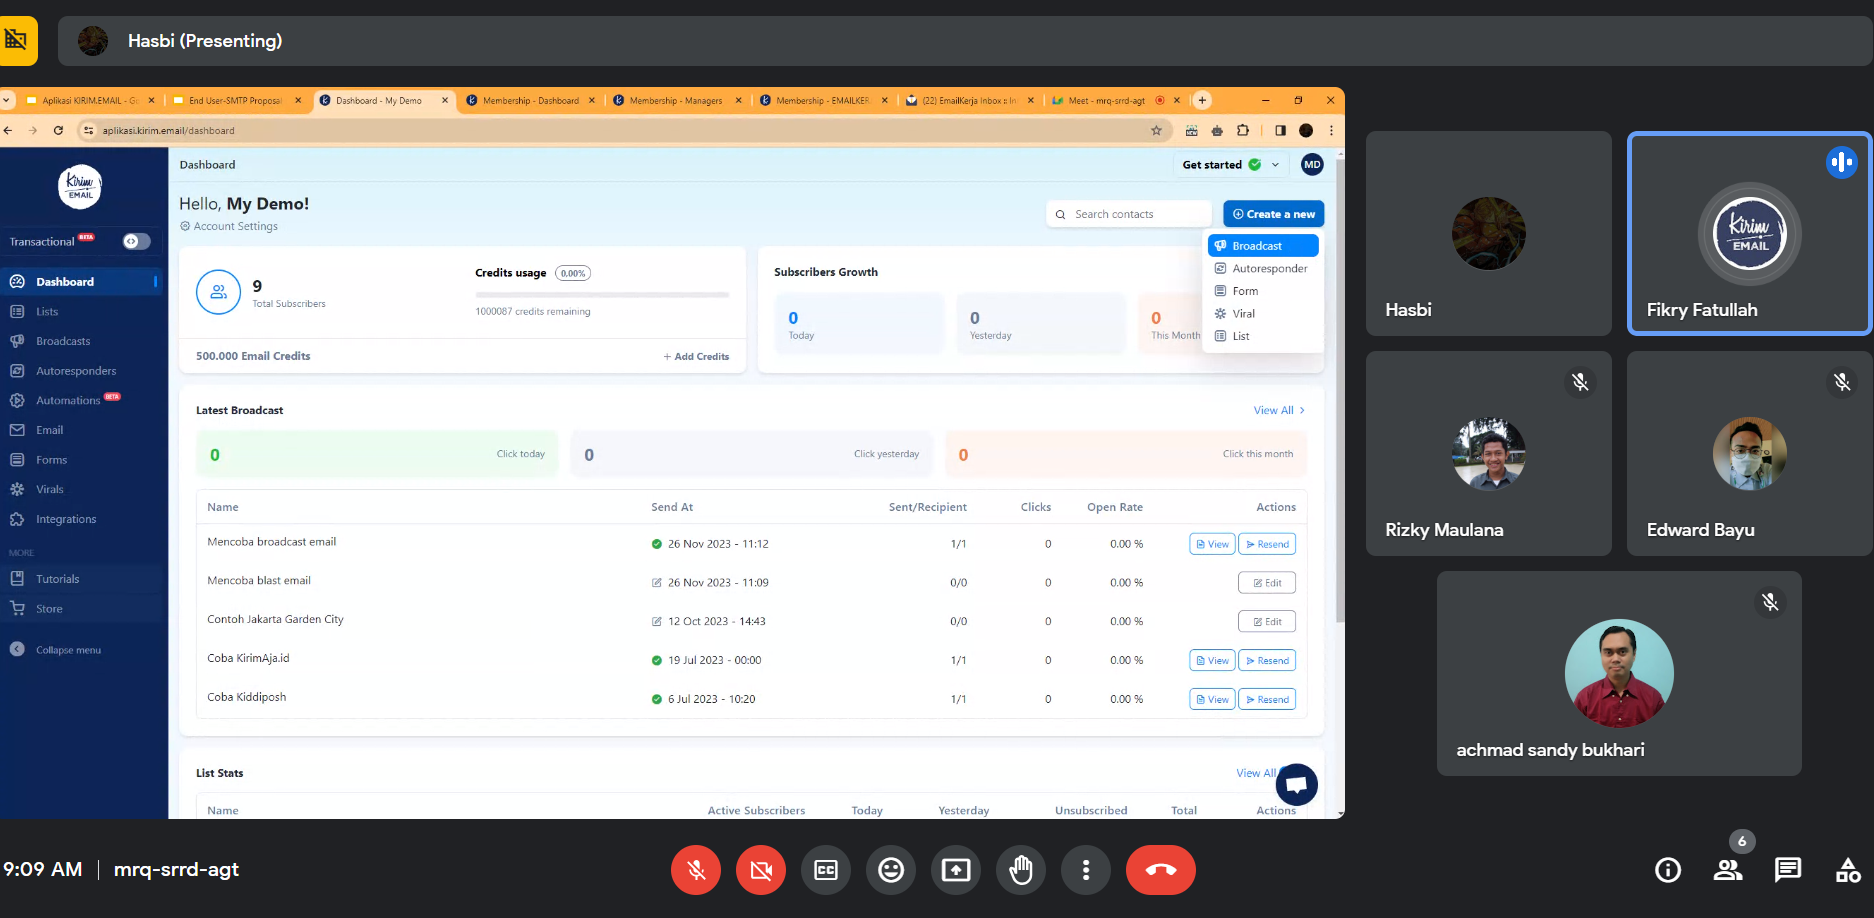 Hasbi (Presenting)
Aplikasi KIRIM.EMAIL - G
End User-SMTP Proposal
Dashboard - My Demo
Membership - Dashboard
Membership - Managers
Membership - EMAILKER
(22) EmailKerja Inbox :: In
Meet - mrq-srrd-agt
aplikasi.kirim.email/dashboard
Kirim
EMAIL
Transactional BETA
Dashboard
Lists
Broadcasts
Autoresponders
Automations BETA
Email
Forms
Virals
Integrations
MORE
Tutorials
Store
Collapse menu
Dashboard
Get started
MD
Hello, My Demo!
Account Settings
Search contacts
Create a new
Broadcast
Autoresponder
Form
Viral
List
9
Total Subscribers
Credits usage 0.00%
1000087 credits remaining
500.000 Email Credits
+ Add Credits
Subscribers Growth
0
Today
0
Yesterday
0
This Month
Latest Broadcast
View All
0 Click today
0 Click yesterday
0 Click this month
Name Send At Sent/Recipient Clicks Open Rate Actions
Mencoba broadcast email 26 Nov 2023 - 11:12 1/1 0 0.00 % View Resend
Mencoba blast email 26 Nov 2023 - 11:09 0/0 0 0.00 % Edit
Contoh Jakarta Garden City 12 Oct 2023 - 14:43 0/0 0 0.00 % Edit
Coba KirimAja.id 19 Jul 2023 - 00:00 1/1 0 0.00 % View Resend
Coba Kiddiposh 6 Jul 2023 - 10:20 1/1 0 0.00 % View Resend
List Stats
View All
Name Active Subscribers Today Yesterday Unsubscribed Total Actions
Hasbi
Kirim
EMAIL
Fikry Fatullah
Rizky Maulana
Edward Bayu
achmad sandy bukhari
9:09 AM | mrq-srrd-agt
6